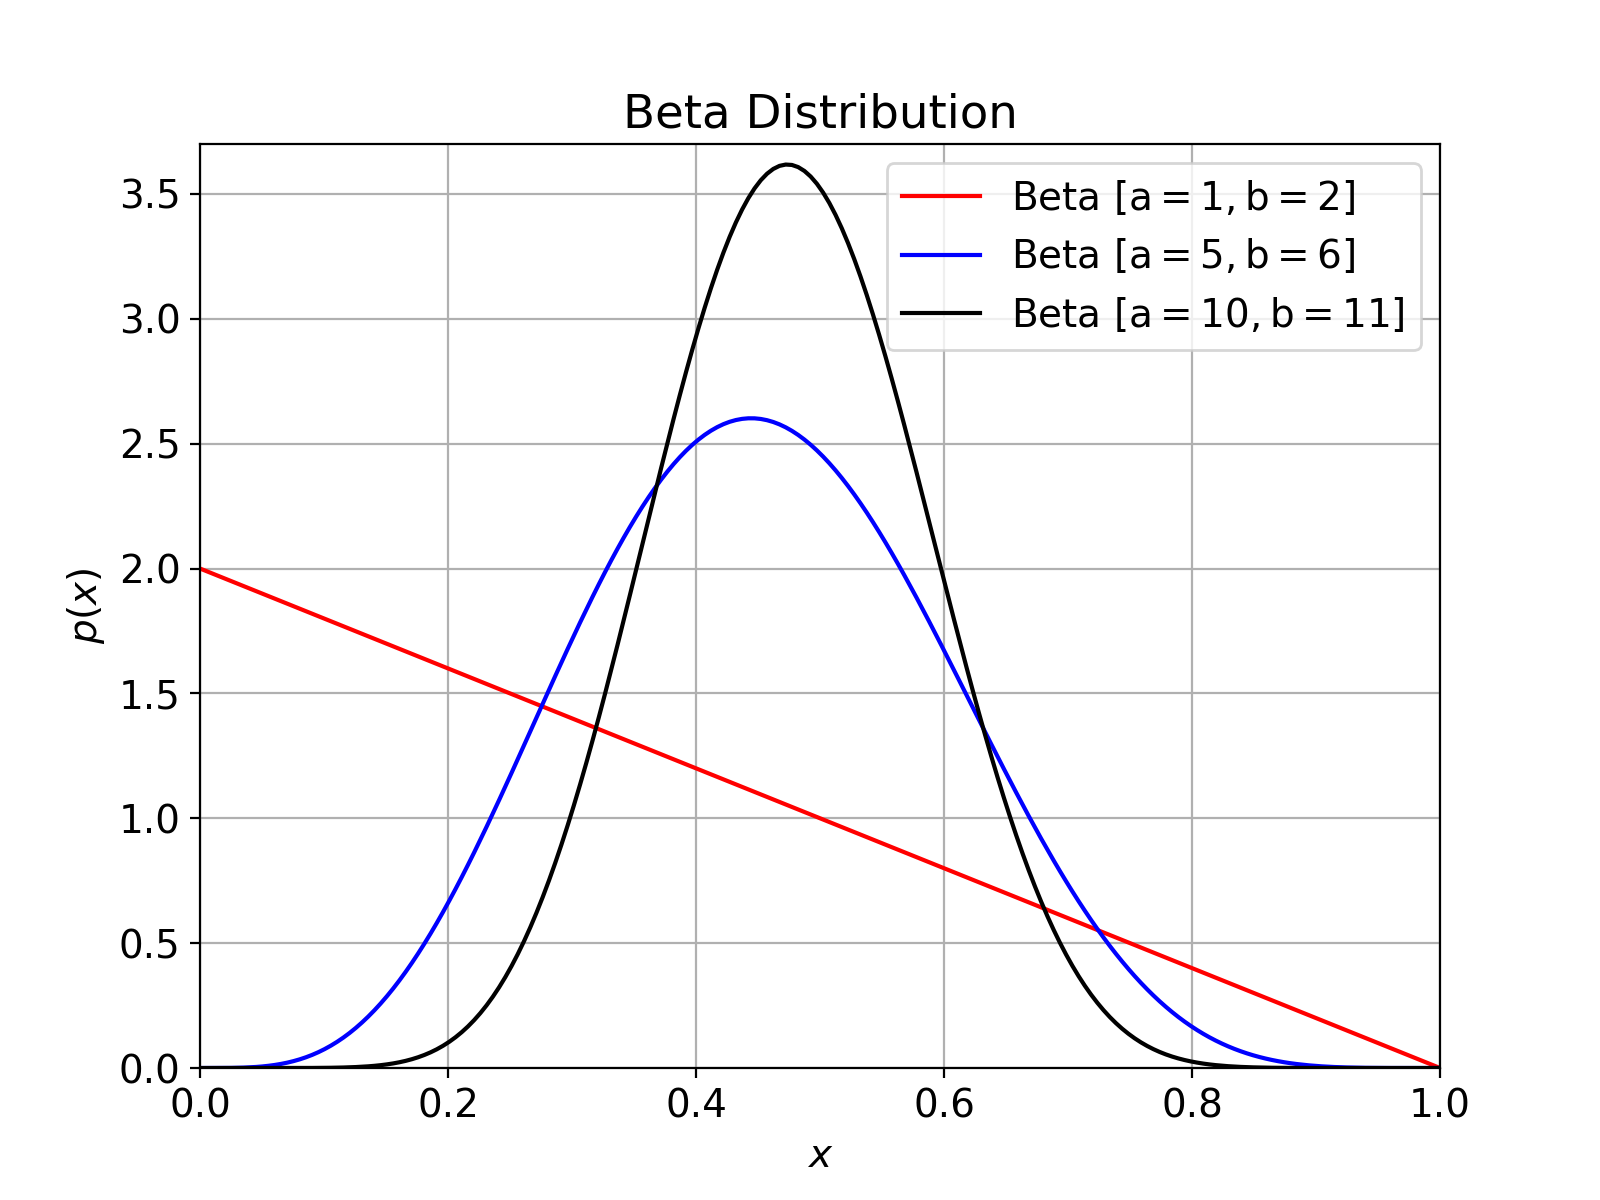 Beta Distribution
Beta [a = 1, b = 2]
Beta [a = 5, b = 6]
Beta [a = 10, b = 11]
3.5
3.0
2.5
2.0
1.5
1.0
0.5
0.0
p(x)
0.0 0.2 0.4 0.6 0.8 1.0
x